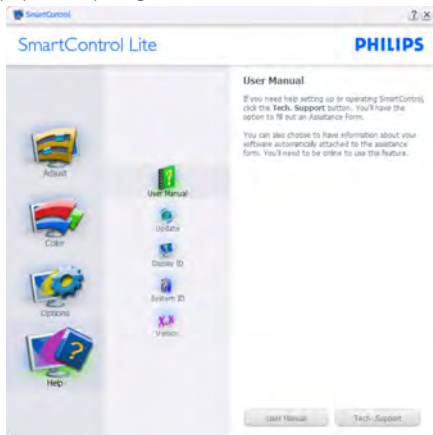 SmartControl
? x
SmartControl Lite
PHILIPS
User Manual
If you need help setting up or operating SmartControl,
click the Tech. Support button. You'll have the
option to fill out an Assistance Form.
You can also choose to have information about your
software automatically attached to the assistance
form. You'll need to be online to use this feature.
Adjust
Color
Options
Help
User Manual
Update
Display ID
System ID
X.X
Version
User Manual
Tech. Support